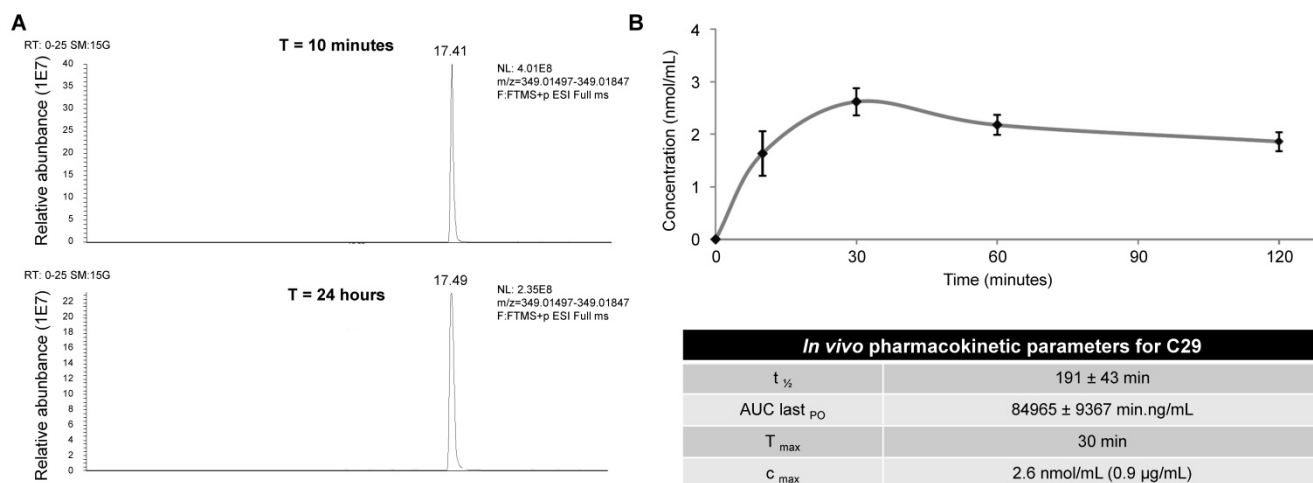 A
RT: 0-25 SM:15G
T = 10 minutes
17.41
NL: 4.01E8
m/z=349.01497-349.01847
F:FTMS+p ESI Full ms
Relative abunbance (1E7)
40
35
30
25
20
15
10
5
0
RT: 0-25 SM:15G
T = 24 hours
17.49
NL: 2.35E8
m/z=349.01497-349.01847
F:FTMS+p ESI Full ms
Relative abunbance (1E7)
22
20
18
16
14
12
10
8
6
4
2
0
B
Concentration (nmol/mL)
4
3
2
1
0
0 30 60 90 120
Time (minutes)
In vivo pharmacokinetic parameters for C29
t ½ 191 ± 43 min
AUC last PO 84965 ± 9367 min.ng/mL
T max 30 min
c max 2.6 nmol/mL (0.9 µg/mL)